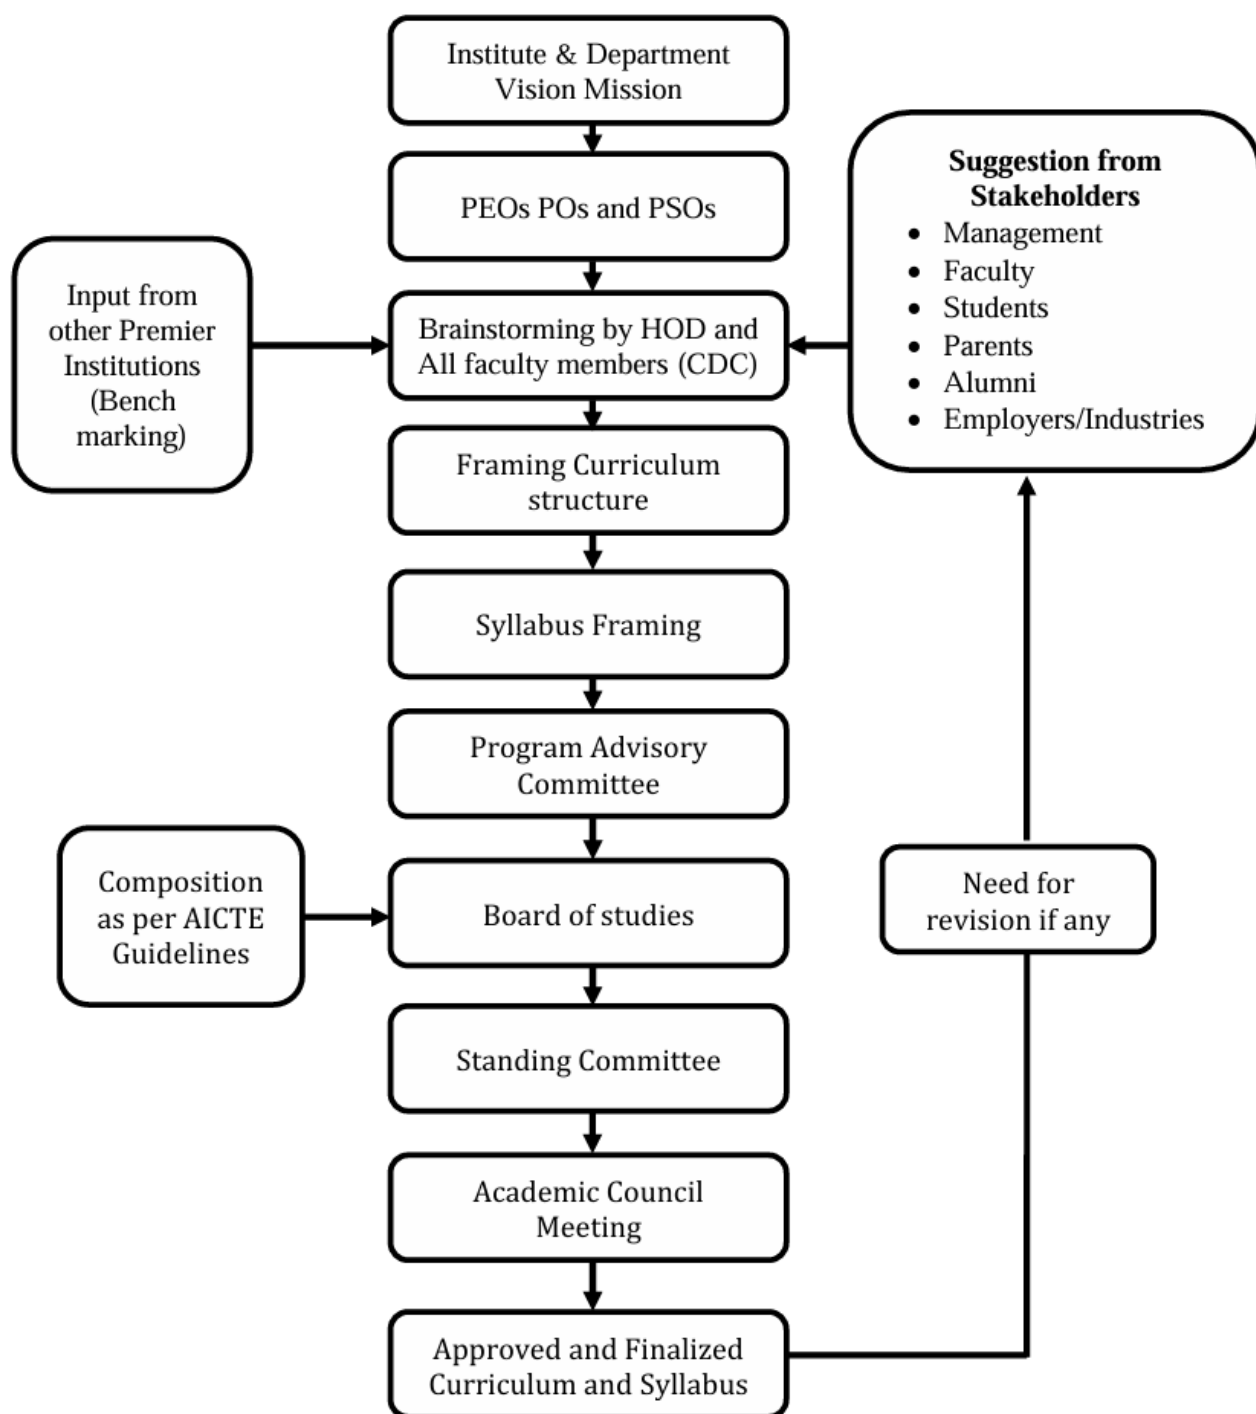 Institute & Department
Vision Mission
PEOs POs and PSOs
Input from
other Premier
Institutions
(Bench
marking)
Brainstorming by HOD and
All faculty members (CDC)
Suggestion from
Stakeholders
• Management
• Faculty
• Students
• Parents
• Alumni
• Employers/Industries
Framing Curriculum
structure
Syllabus Framing
Program Advisory
Committee
Composition
as per AICTE
Guidelines
Board of studies
Need for
revision if any
Standing Committee
Academic Council
Meeting
Approved and Finalized
Curriculum and Syllabus